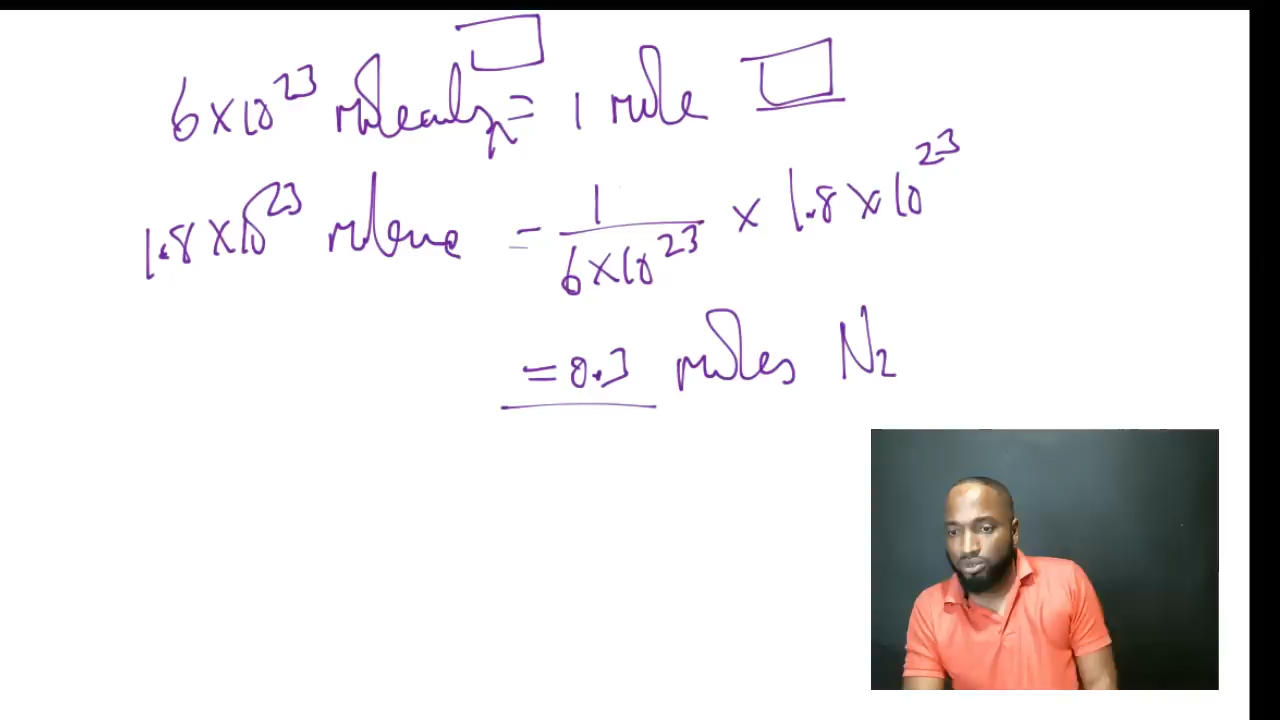 6×10²³ molecules = 1 mole
1.8×10²³ molecule = 1/6×10²³ × 1.8×10²³
= 0.3 moles N₂